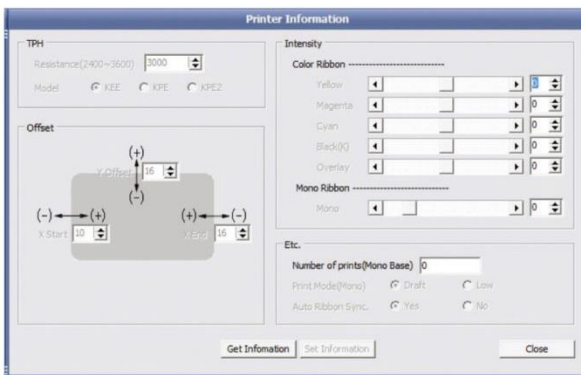 Printer Information
TPH
Resistance(2400~3600) 3000
Model KEE KPE KPE2
Offset
(+)
Y Offset 16
(-)
(-) (+) (+) (-)
X Start 10 X End 16
Intensity
Color Ribbon ---------------------------
Yellow 0
Magenta 0
Cyan 0
Black(K) 0
Overlay 0
Mono Ribbon ---------------------------
Mono 0
Etc.
Number of prints(Mono Base) 0
Print Mode(Mono) Draft Low
Auto Ribbon Sync. Yes No
Get Infomation Set Information Close